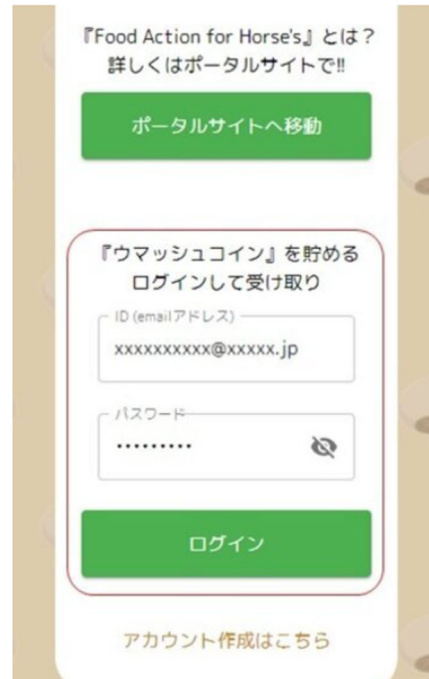 『Food Action for Horse's』とは？
詳しくはポータルサイトで!!
ポータルサイトへ移動
『ウマッシュコイン』を貯める
ログインして受け取り
ID (emailアドレス)
xxxxxxxxxx@xxxxx.jp
パスワード
•••••••••
ログイン
アカウント作成はこちら